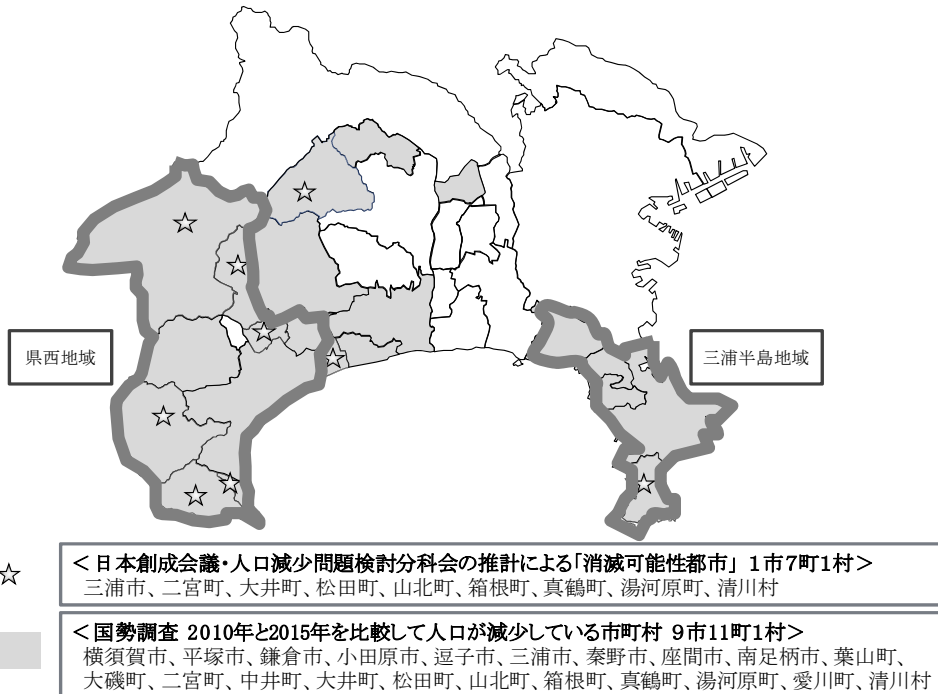 県西地域
三浦半島地域
☆
＜日本創成会議・人口減少問題検討分科会の推計による「消滅可能性都市」 1市7町1村＞
三浦市、二宮町、大井町、松田町、山北町、箱根町、真鶴町、湯河原町、清川村
＜国勢調査 2010年と2015年を比較して人口が減少している市町村 9市11町1村＞
横須賀市、平塚市、鎌倉市、小田原市、逗子市、三浦市、秦野市、座間市、南足柄市、葉山町、
大磯町、二宮町、中井町、大井町、松田町、山北町、箱根町、真鶴町、湯河原町、愛川町、清川村